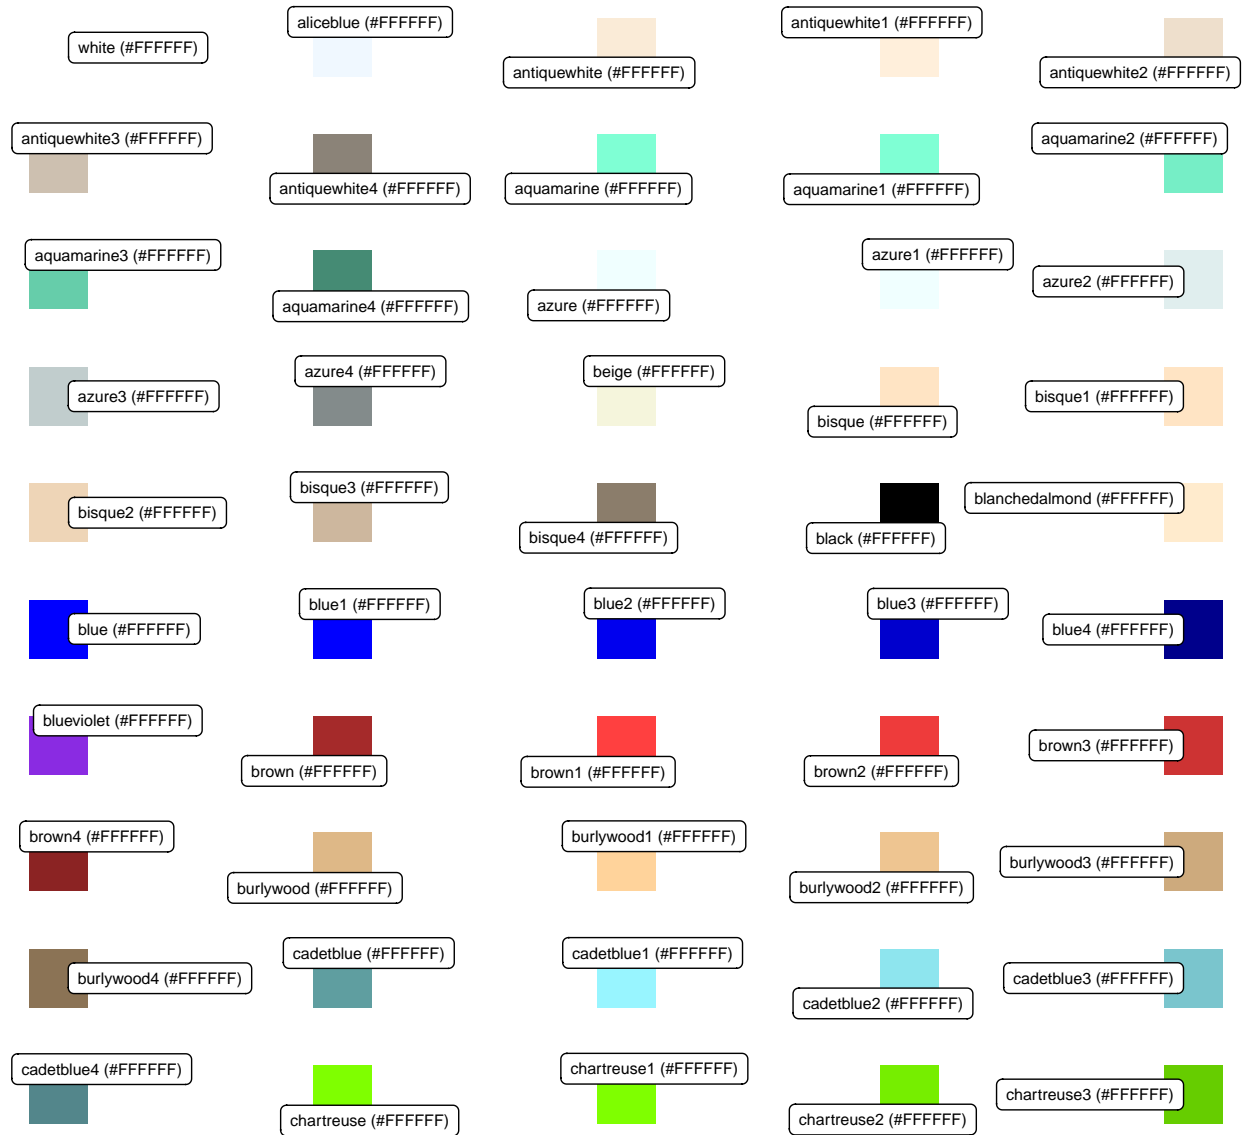 white (#FFFFFF)
aliceblue (#FFFFFF)
antiquewhite (#FFFFFF)
antiquewhite1 (#FFFFFF)
antiquewhite2 (#FFFFFF)
antiquewhite3 (#FFFFFF)
antiquewhite4 (#FFFFFF)
aquamarine (#FFFFFF)
aquamarine1 (#FFFFFF)
aquamarine2 (#FFFFFF)
aquamarine3 (#FFFFFF)
aquamarine4 (#FFFFFF)
azure (#FFFFFF)
azure1 (#FFFFFF)
azure2 (#FFFFFF)
azure3 (#FFFFFF)
azure4 (#FFFFFF)
beige (#FFFFFF)
bisque (#FFFFFF)
bisque1 (#FFFFFF)
bisque2 (#FFFFFF)
bisque3 (#FFFFFF)
bisque4 (#FFFFFF)
black (#FFFFFF)
blanchedalmond (#FFFFFF)
blue (#FFFFFF)
blue1 (#FFFFFF)
blue2 (#FFFFFF)
blue3 (#FFFFFF)
blue4 (#FFFFFF)
blueviolet (#FFFFFF)
brown (#FFFFFF)
brown1 (#FFFFFF)
brown2 (#FFFFFF)
brown3 (#FFFFFF)
brown4 (#FFFFFF)
burlywood (#FFFFFF)
burlywood1 (#FFFFFF)
burlywood2 (#FFFFFF)
burlywood3 (#FFFFFF)
burlywood4 (#FFFFFF)
cadetblue (#FFFFFF)
cadetblue1 (#FFFFFF)
cadetblue2 (#FFFFFF)
cadetblue3 (#FFFFFF)
cadetblue4 (#FFFFFF)
chartreuse (#FFFFFF)
chartreuse1 (#FFFFFF)
chartreuse2 (#FFFFFF)
chartreuse3 (#FFFFFF)